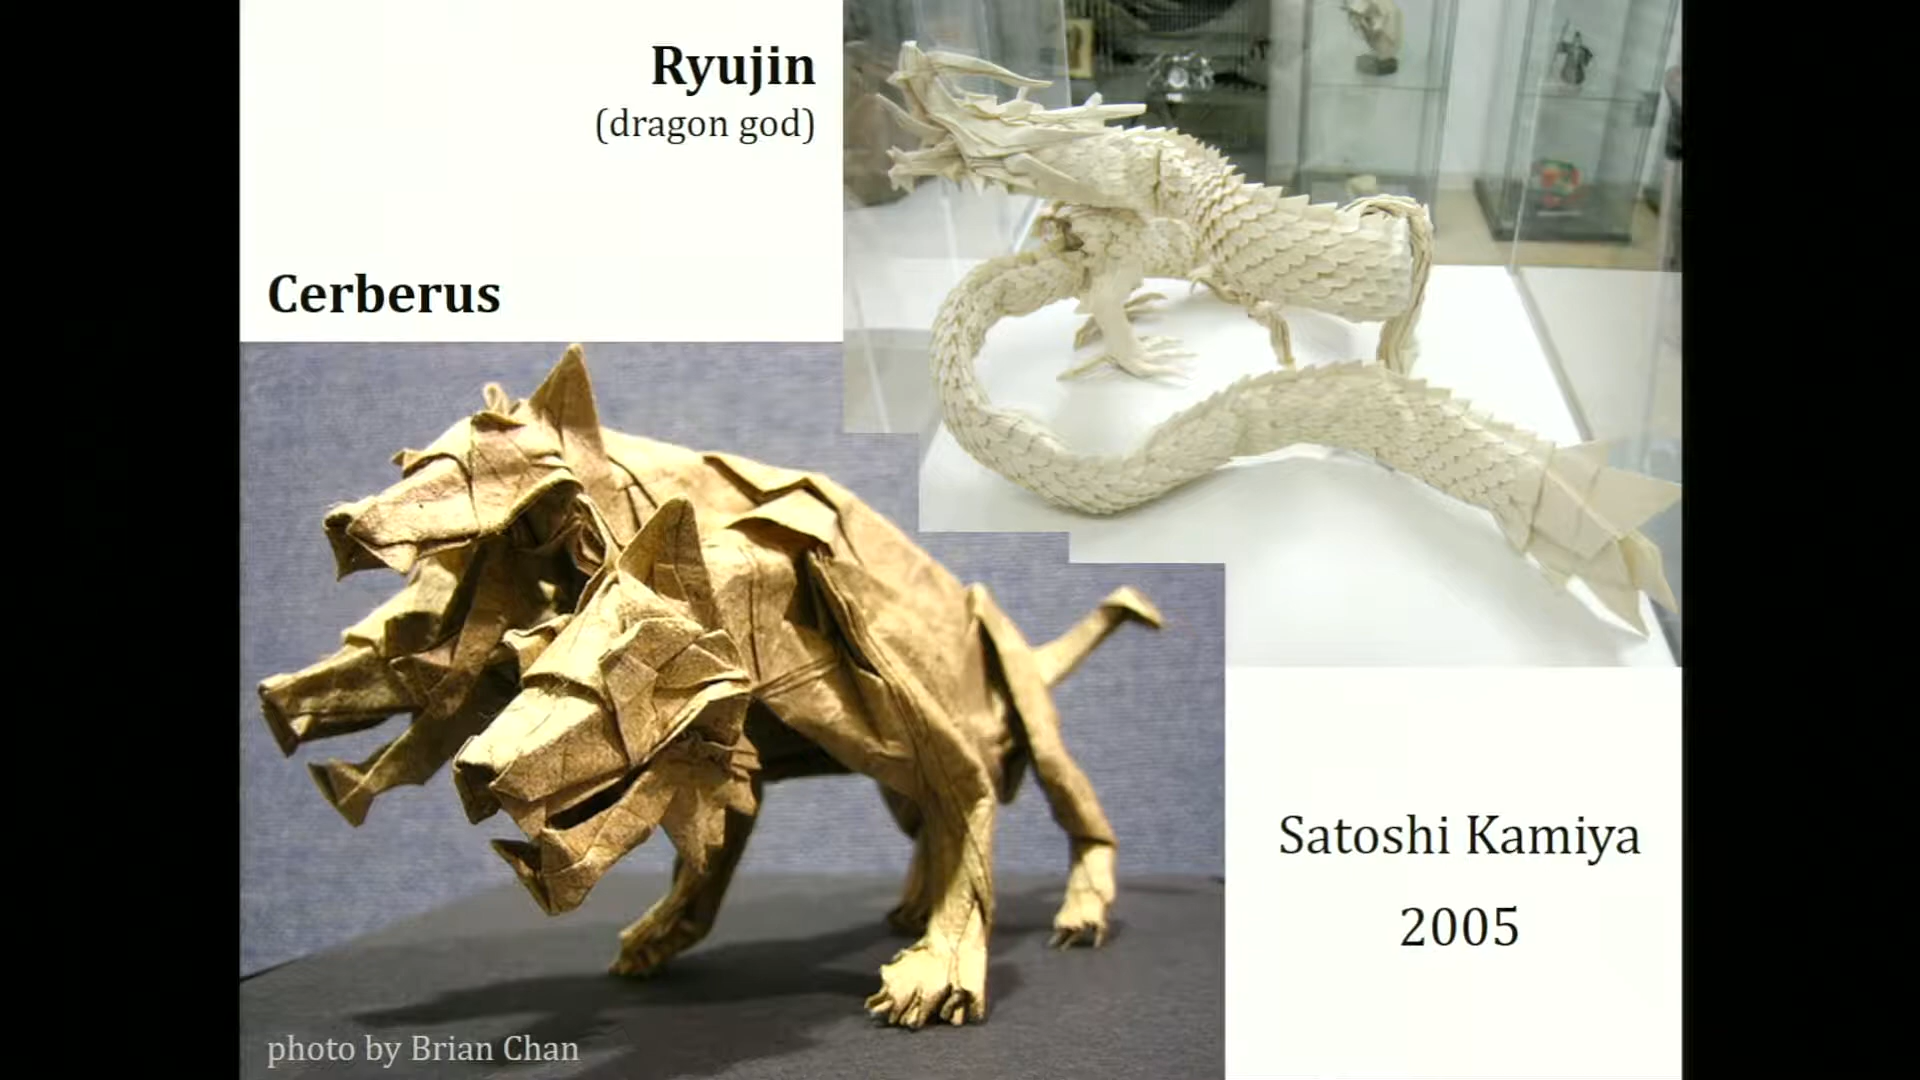 Ryujin
(dragon god)
Cerberus
Satoshi Kamiya
2005
photo by Brian Chan